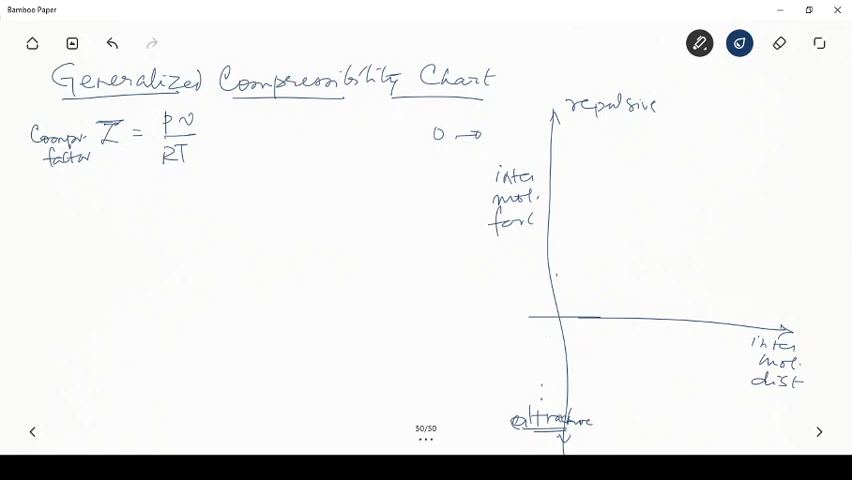 Bamboo Paper
Generalized Compressibility Chart
Compr. factor Z = pv / RT
0 →
repulsive
inter
mol.
forc
inter
mol.
dist
attractive
50/50